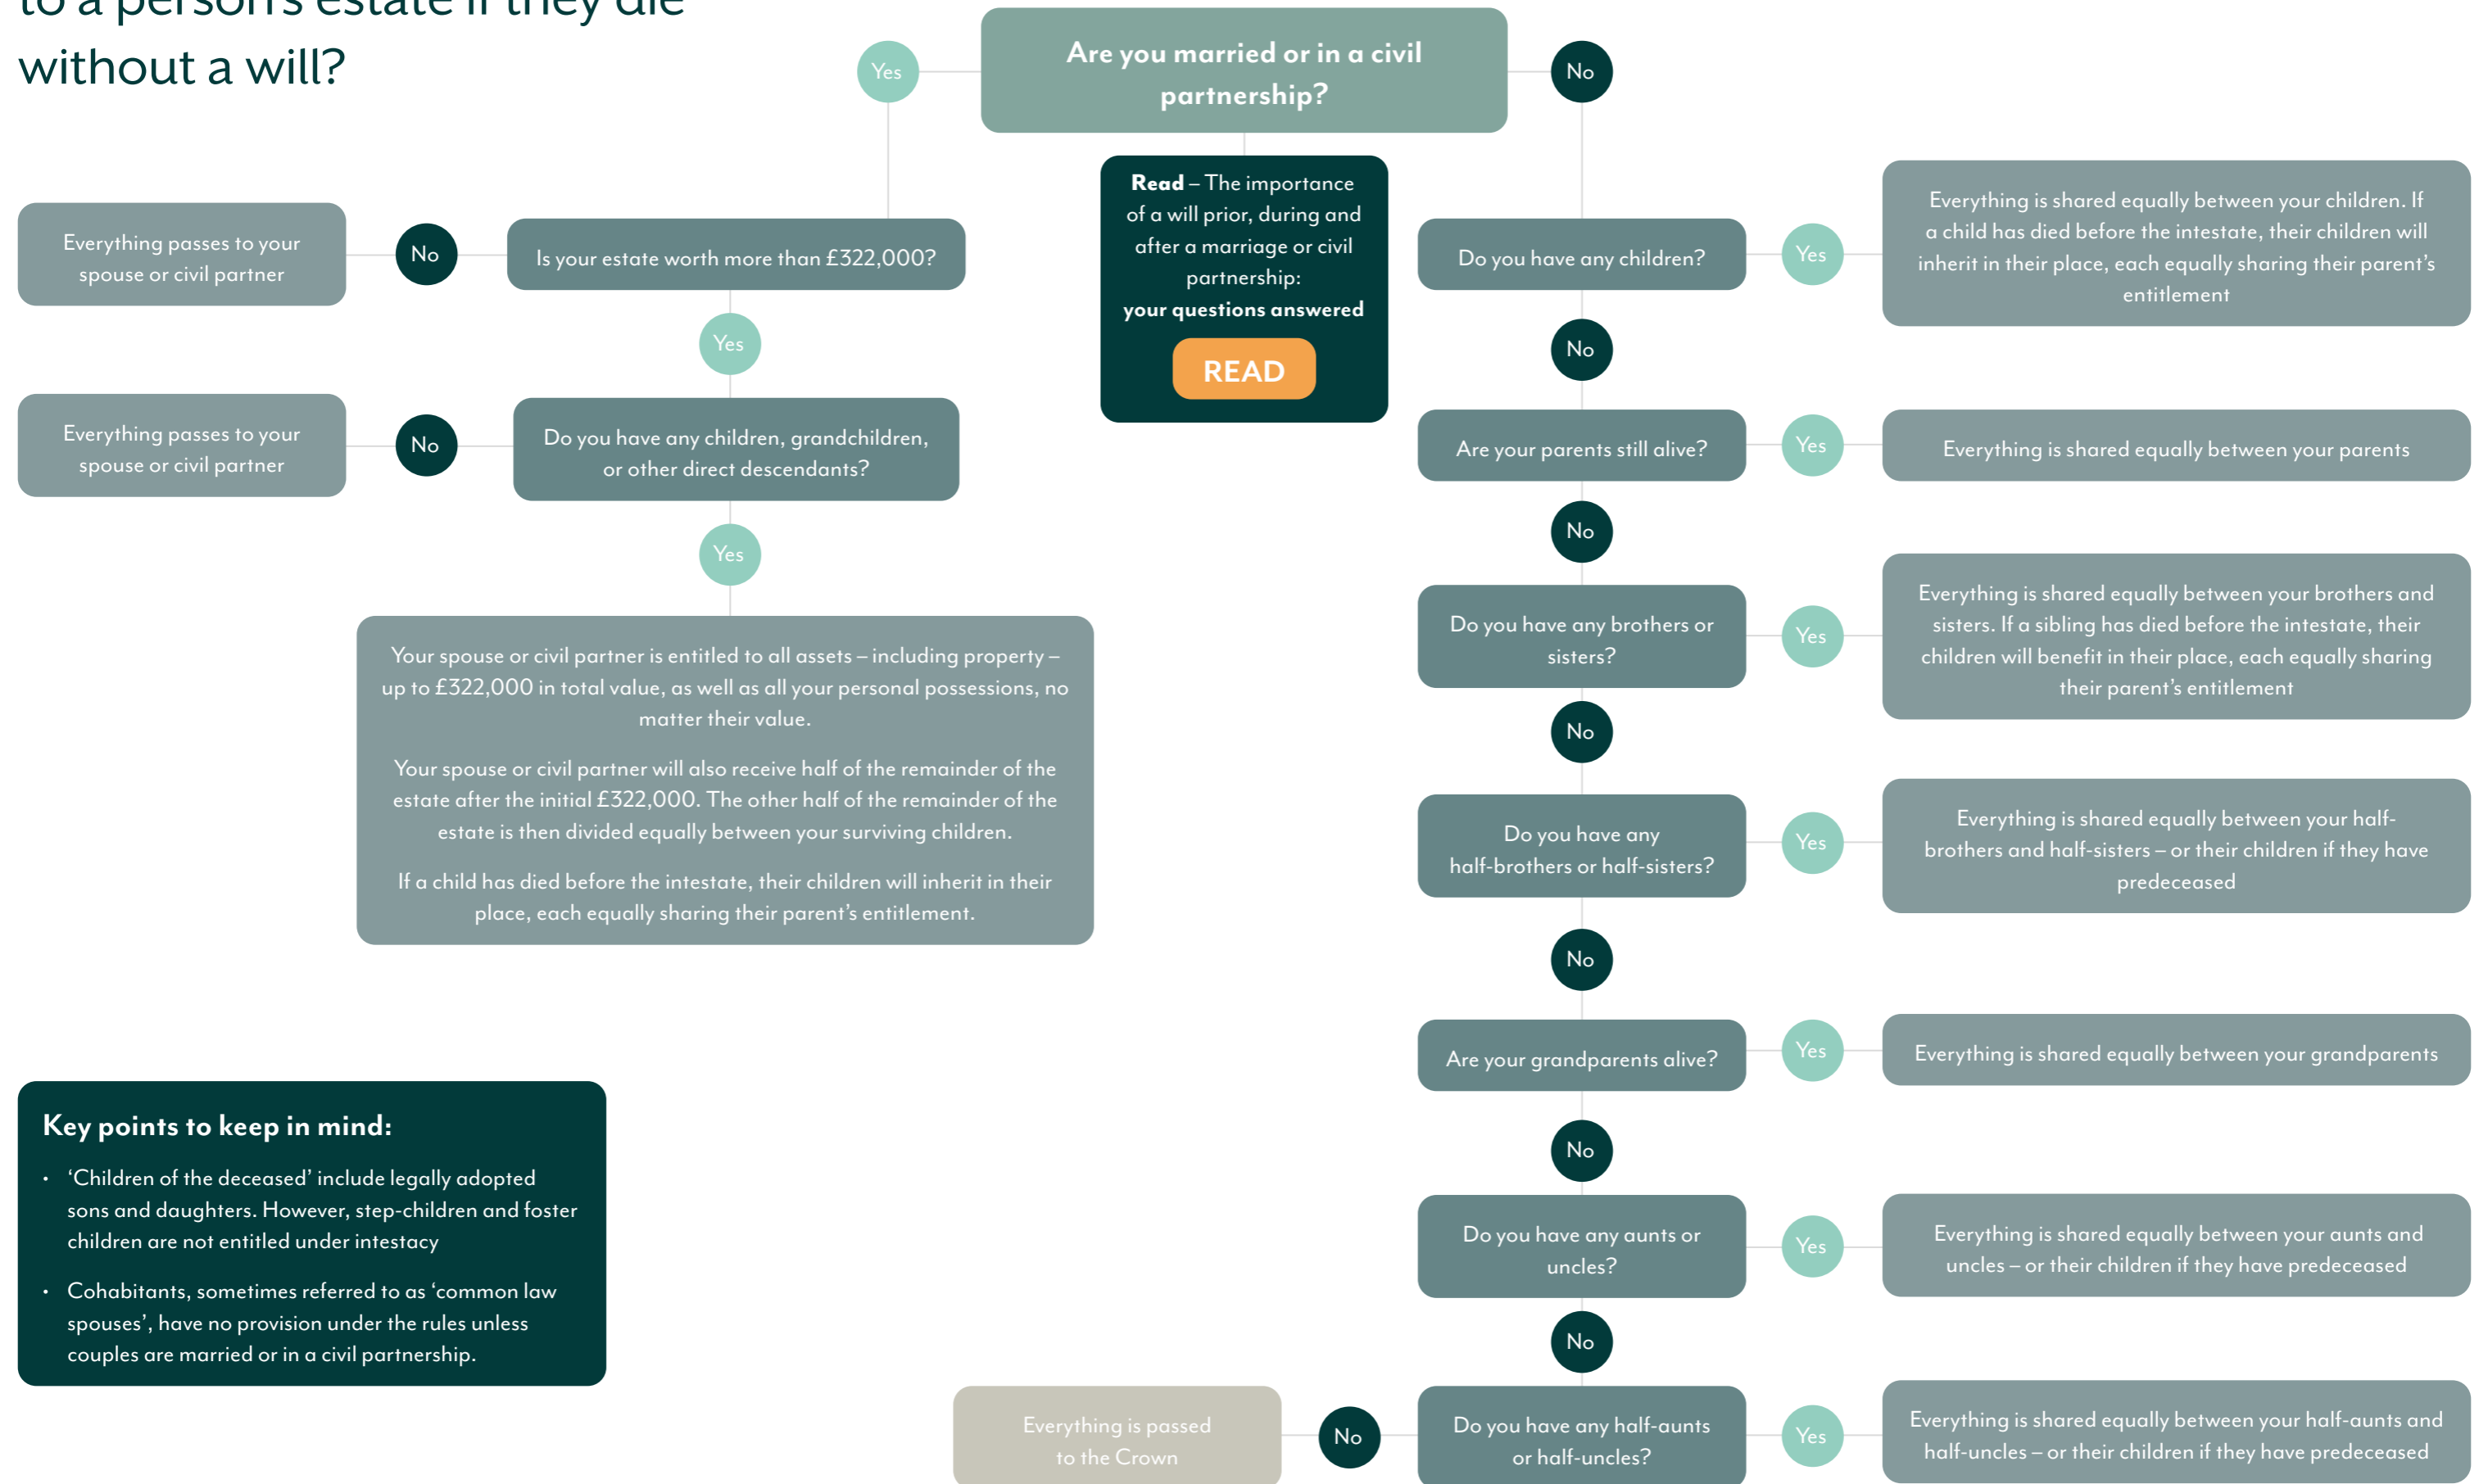 to a person's estate if they die
without a will?
Are you married or in a civil
partnership?
Yes
No
Read – The importance
of a will prior, during and
after a marriage or civil
partnership:
your questions answered
READ
Is your estate worth more than £322,000?
No
Everything passes to your
spouse or civil partner
Yes
Do you have any children, grandchildren,
or other direct descendants?
No
Everything passes to your
spouse or civil partner
Yes
Your spouse or civil partner is entitled to all assets – including property –
up to £322,000 in total value, as well as all your personal possessions, no
matter their value.
Your spouse or civil partner will also receive half of the remainder of the
estate after the initial £322,000. The other half of the remainder of the
estate is then divided equally between your surviving children.
If a child has died before the intestate, their children will inherit in their
place, each equally sharing their parent's entitlement.
Do you have any children?
Yes
Everything is shared equally between your children. If
a child has died before the intestate, their children will
inherit in their place, each equally sharing their parent's
entitlement
No
Are your parents still alive?
Yes
Everything is shared equally between your parents
No
Do you have any brothers or
sisters?
Yes
Everything is shared equally between your brothers and
sisters. If a sibling has died before the intestate, their
children will benefit in their place, each equally sharing
their parent's entitlement
No
Do you have any
half-brothers or half-sisters?
Yes
Everything is shared equally between your half-
brothers and half-sisters – or their children if they have
predeceased
No
Are your grandparents alive?
Yes
Everything is shared equally between your grandparents
No
Do you have any aunts or
uncles?
Yes
Everything is shared equally between your aunts and
uncles – or their children if they have predeceased
No
Do you have any half-aunts
or half-uncles?
Yes
Everything is shared equally between your half-aunts and
half-uncles – or their children if they have predeceased
No
Everything is passed
to the Crown
Key points to keep in mind:
• 'Children of the deceased' include legally adopted
sons and daughters. However, step-children and foster
children are not entitled under intestacy
• Cohabitants, sometimes referred to as 'common law
spouses', have no provision under the rules unless
couples are married or in a civil partnership.